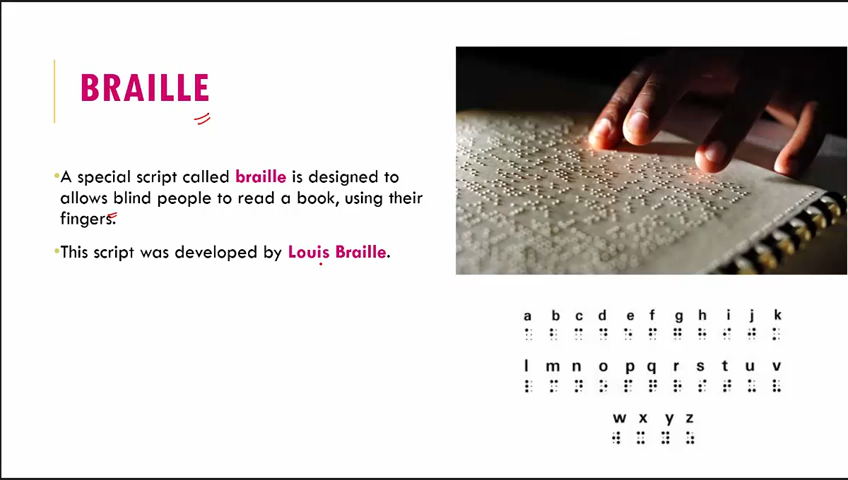 BRAILLE
•A special script called braille is designed to
allows blind people to read a book, using their
fingers.
•This script was developed by Louis Braille.
a b c d e f g h i j k
⠁ ⠃ ⠉ ⠙ ⠑ ⠋ ⠛ ⠓ ⠊ ⠚ ⠅
l m n o p q r s t u v
⠇ ⠍ ⠝ ⠕ ⠏ ⠟ ⠗ ⠎ ⠞ ⠥ ⠧
w x y z
⠺ ⠭ ⠽ ⠵